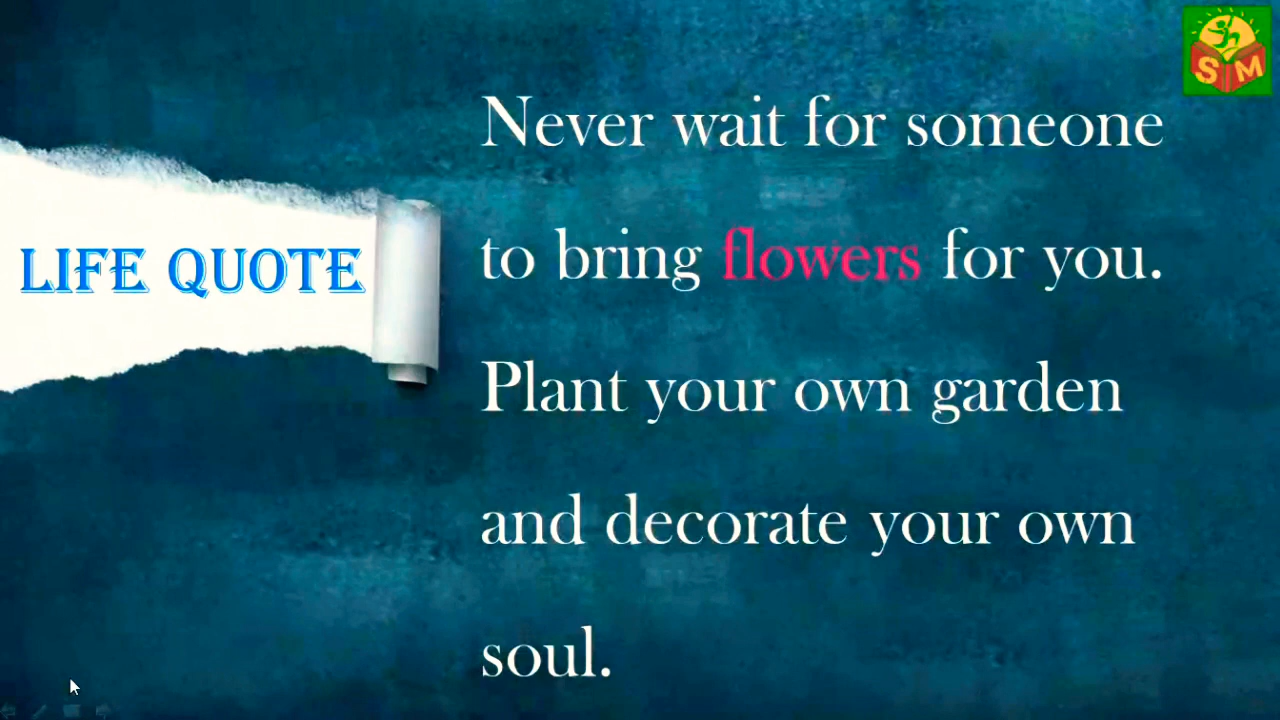 SM
Never wait for someone
to bring flowers for you.
LIFE QUOTE
Plant your own garden
and decorate your own
soul.